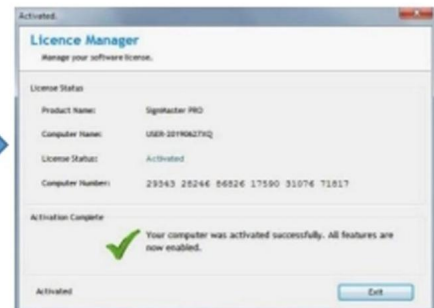 Activated.
Licence Manager
Manage your software license.
License Status
Product Name: SignMaster PRO
Computer Name: USER-20190627XQ
License Status: Activated
Computer Number: 29343 28246 86826 17590 31076 71817
Activation Complete
Your computer was activated successfully. All features are
now enabled.
Activated
Exit